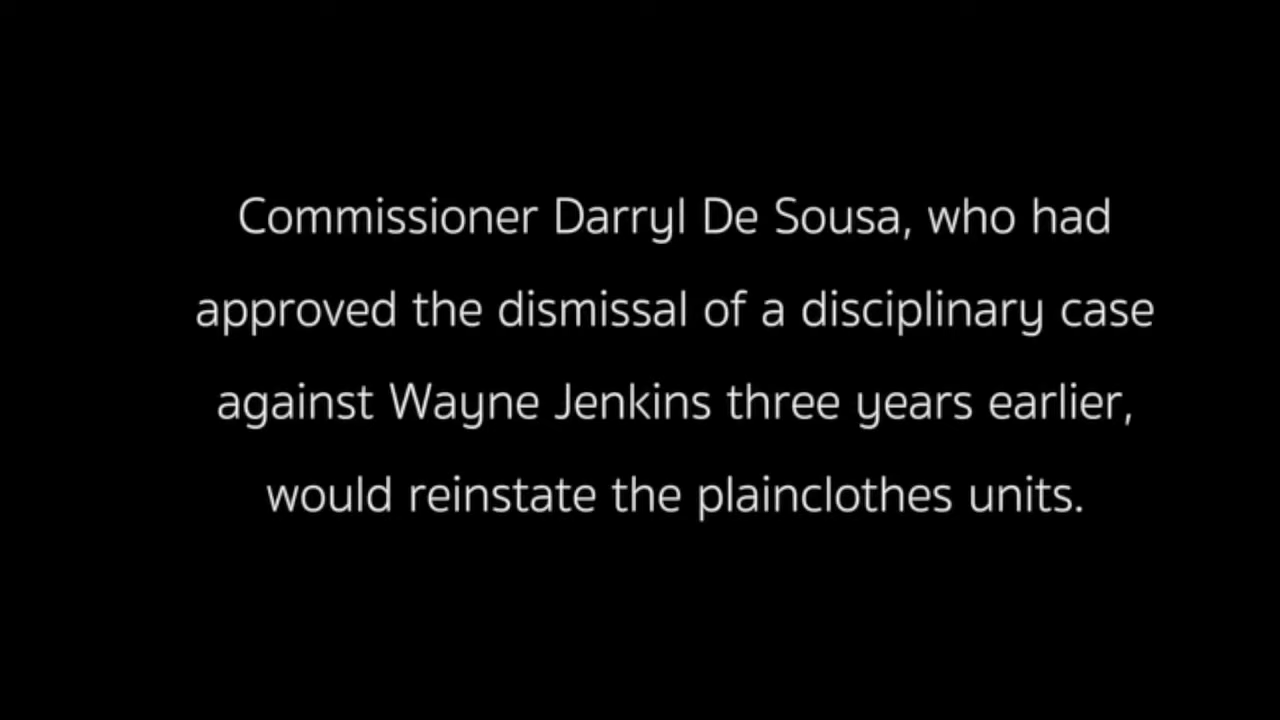 Commissioner Darryl De Sousa, who had
approved the dismissal of a disciplinary case
against Wayne Jenkins three years earlier,
would reinstate the plainclothes units.